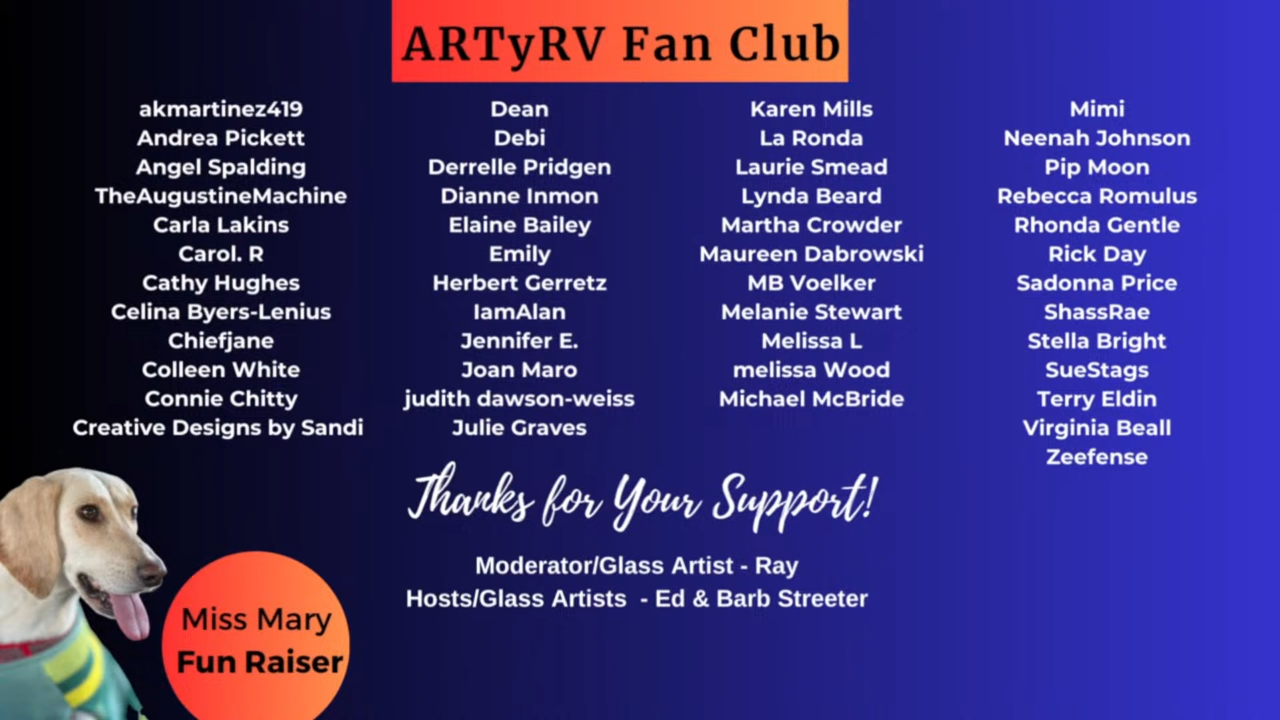 ARTyRV Fan Club
akmartinez419
Andrea Pickett
Angel Spalding
TheAugustineMachine
Carla Lakins
Carol. R
Cathy Hughes
Celina Byers-Lenius
Chiefjane
Colleen White
Connie Chitty
Creative Designs by Sandi
Dean
Debi
Derrelle Pridgen
Dianne Inmon
Elaine Bailey
Emily
Herbert Gerretz
IamAlan
Jennifer E.
Joan Maro
judith dawson-weiss
Julie Graves
Karen Mills
La Ronda
Laurie Smead
Lynda Beard
Martha Crowder
Maureen Dabrowski
MB Voelker
Melanie Stewart
Melissa L
melissa Wood
Michael McBride
Mimi
Neenah Johnson
Pip Moon
Rebecca Romulus
Rhonda Gentle
Rick Day
Sadonna Price
ShassRae
Stella Bright
SueStags
Terry Eldin
Virginia Beall
Zeefense
Thanks for Your Support!
Moderator/Glass Artist - Ray
Hosts/Glass Artists - Ed & Barb Streeter
Miss Mary
Fun Raiser